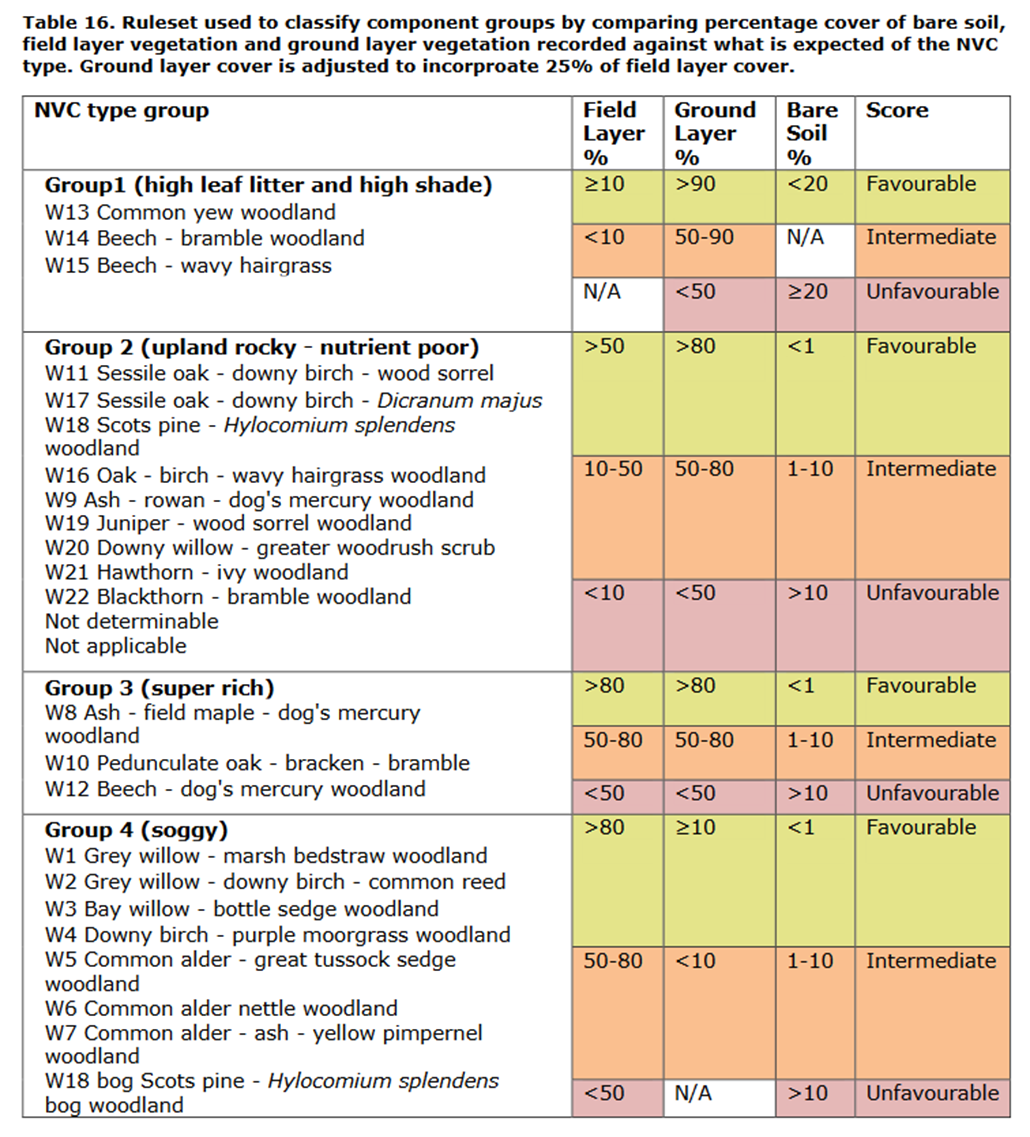 Table 16. Ruleset used to classify component groups by comparing percentage cover of bare soil,
field layer vegetation and ground layer vegetation recorded against what is expected of the NVC
type. Ground layer cover is adjusted to incorproate 25% of field layer cover.
NVC type group Field Layer % Ground Layer % Bare Soil % Score
Group1 (high leaf litter and high shade) ≥10 >90 <20 Favourable
W13 Common yew woodland
W14 Beech - bramble woodland <10 50-90 N/A Intermediate
W15 Beech - wavy hairgrass
N/A <50 ≥20 Unfavourable
Group 2 (upland rocky - nutrient poor) >50 >80 <1 Favourable
W11 Sessile oak - downy birch - wood sorrel
W17 Sessile oak - downy birch - Dicranum majus
W18 Scots pine - Hylocomium splendens
woodland
W16 Oak - birch - wavy hairgrass woodland 10-50 50-80 1-10 Intermediate
W9 Ash - rowan - dog's mercury woodland
W19 Juniper - wood sorrel woodland
W20 Downy willow - greater woodrush scrub
W21 Hawthorn - ivy woodland
W22 Blackthorn - bramble woodland <10 <50 >10 Unfavourable
Not determinable
Not applicable
Group 3 (super rich) >80 >80 <1 Favourable
W8 Ash - field maple - dog's mercury
woodland 50-80 50-80 1-10 Intermediate
W10 Pedunculate oak - bracken - bramble
W12 Beech - dog's mercury woodland <50 <50 >10 Unfavourable
Group 4 (soggy) >80 ≥10 <1 Favourable
W1 Grey willow - marsh bedstraw woodland
W2 Grey willow - downy birch - common reed
W3 Bay willow - bottle sedge woodland
W4 Downy birch - purple moorgrass woodland
W5 Common alder - great tussock sedge 50-80 <10 1-10 Intermediate
woodland
W6 Common alder nettle woodland
W7 Common alder - ash - yellow pimpernel
woodland
W18 bog Scots pine - Hylocomium splendens <50 N/A >10 Unfavourable
bog woodland